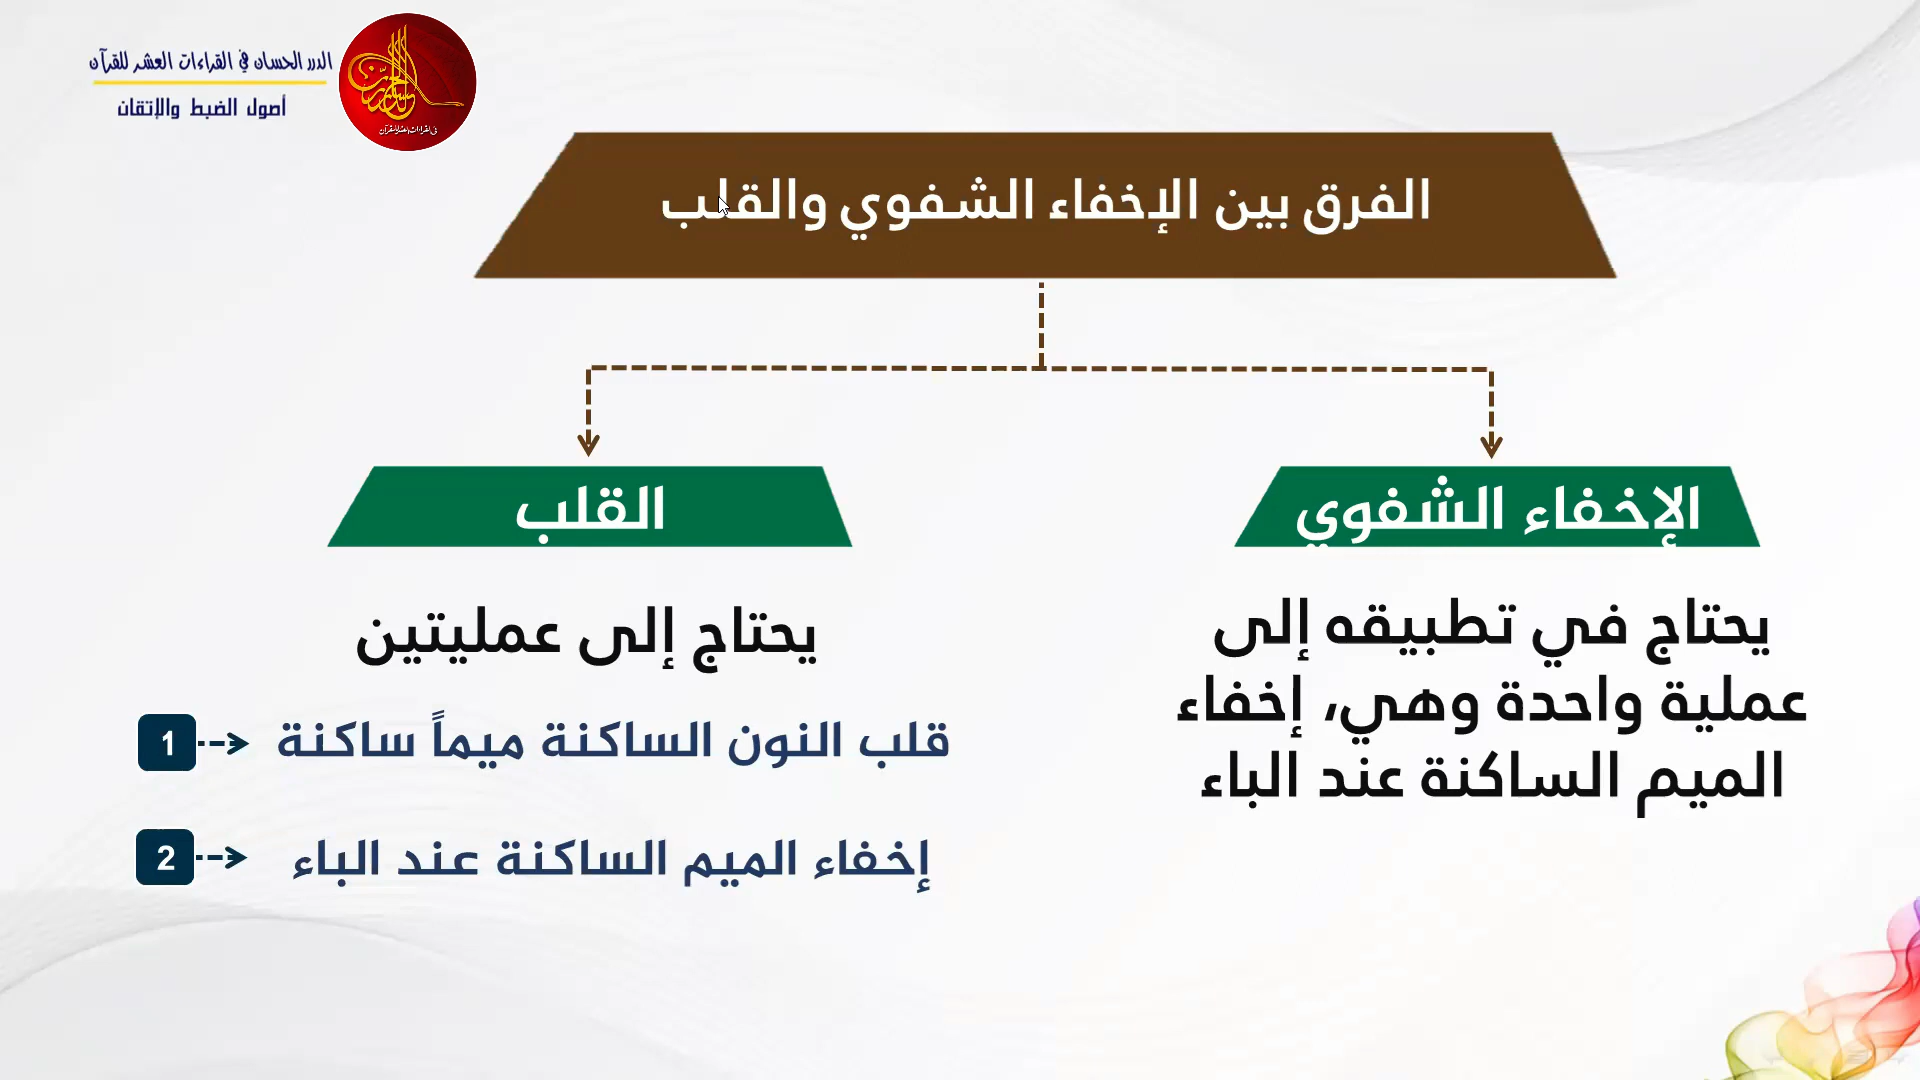 الدرر الحسان في القراءات العشر للقرآن
أصول الضبط والإتقان
الفرق بين الإخفاء الشفوي والقلب
الإخفاء الشفوي
يحتاج في تطبيقه إلى
عملية واحدة وهي، إخفاء
الميم الساكنة عند الباء
القلب
يحتاج إلى عمليتين
1 قلب النون الساكنة ميماً ساكنة
2 إخفاء الميم الساكنة عند الباء